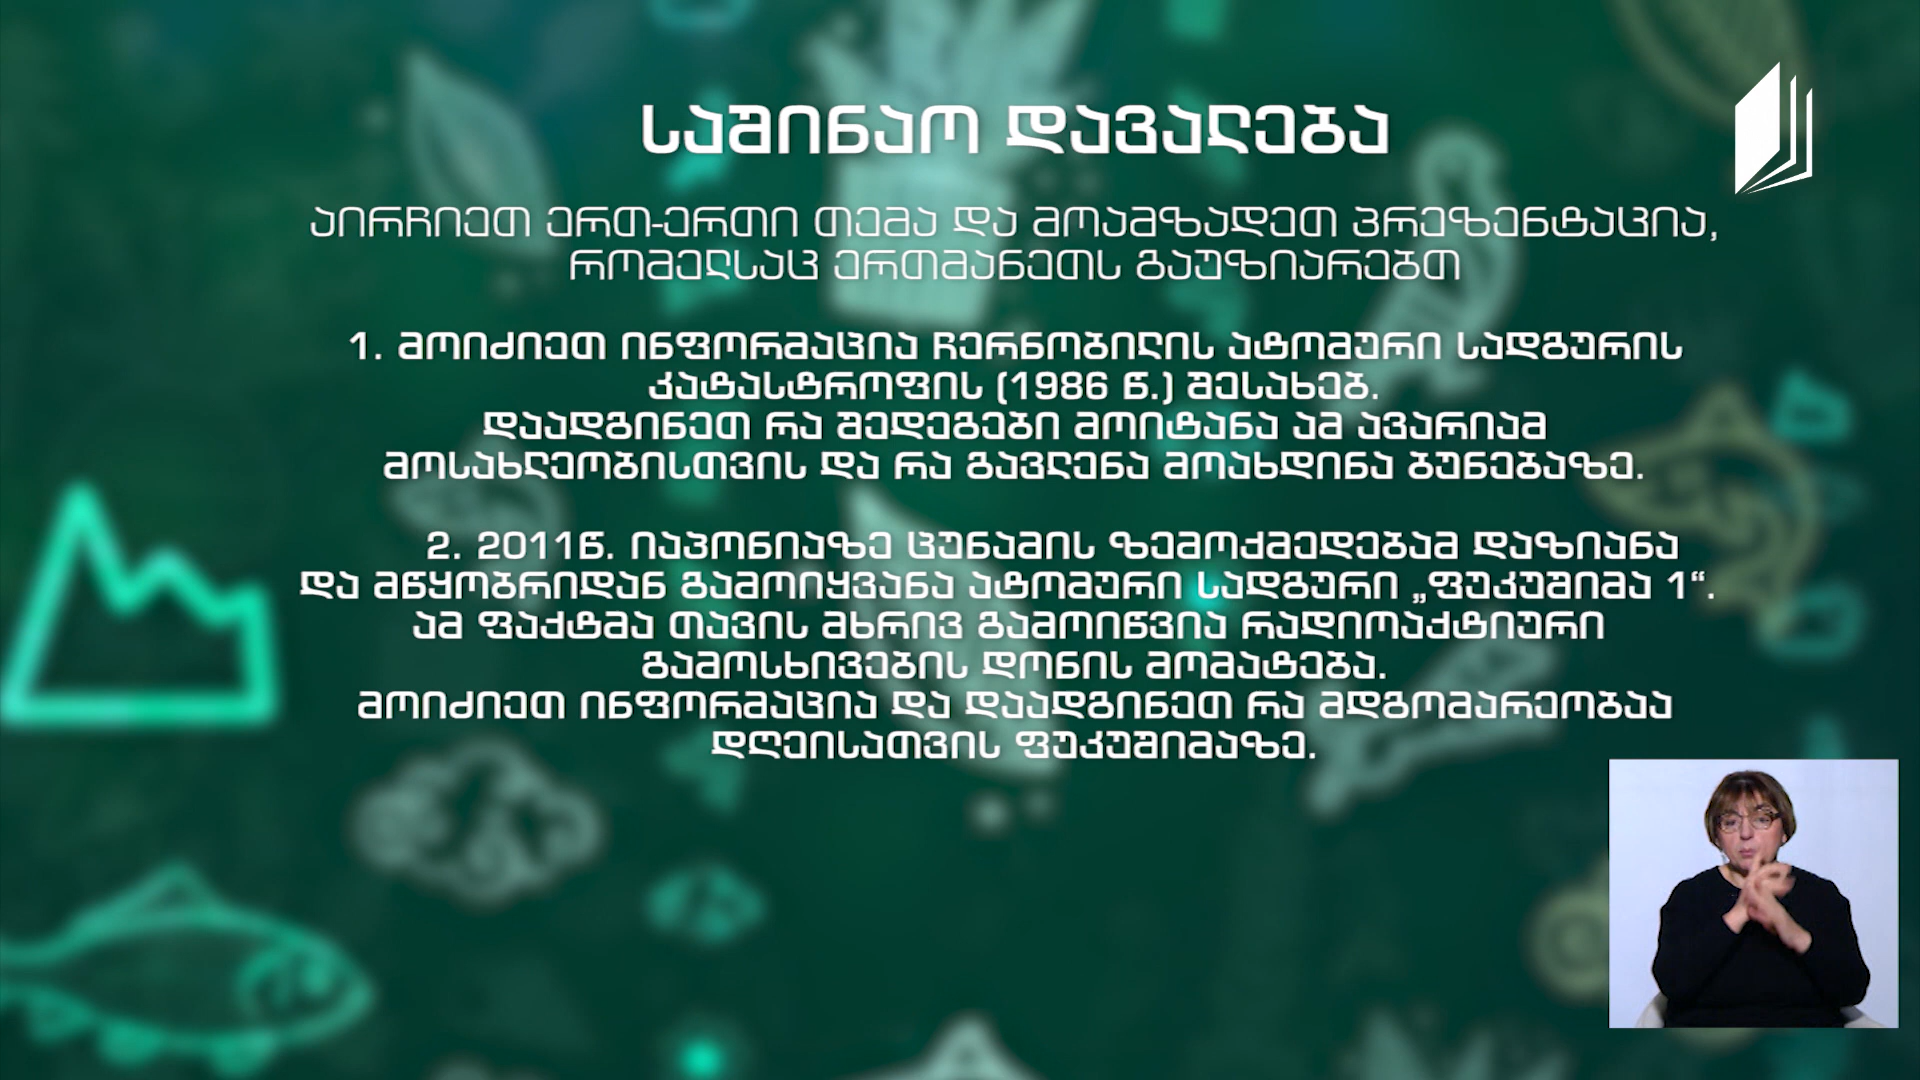 საშინაო დავალება
აირჩიეთ ერთ-ერთი თემა და მოამზადეთ პრეზენტაცია,
რომელსაც ერთმანეთს გაუზიარებთ
1. მოიძიეთ ინფორმაცია ჩერნობილის ატომური სადგურის
კატასტროფის (1986 წ.) შესახებ.
დაადგინეთ რა შედეგები მოიტანა ამ ავარიამ
მოსახლეობისთვის და რა გავლენა მოახდინა ბუნებაზე.
2. 2011წ. იაპონიაზე ცუნამის ზემოქმედებამ დაზიანა
და მწყობრიდან გამოიყვანა ატომური სადგური „ფუკუშიმა 1“.
ამ ფაქტმა თავის მხრივ გამოიწვია რადიოაქტიური
გამოსხივების დონის მომატება.
მოიძიეთ ინფორმაცია და დაადგინეთ რა მდგომარეობაა
დღეისათვის ფუკუშიმაზე.